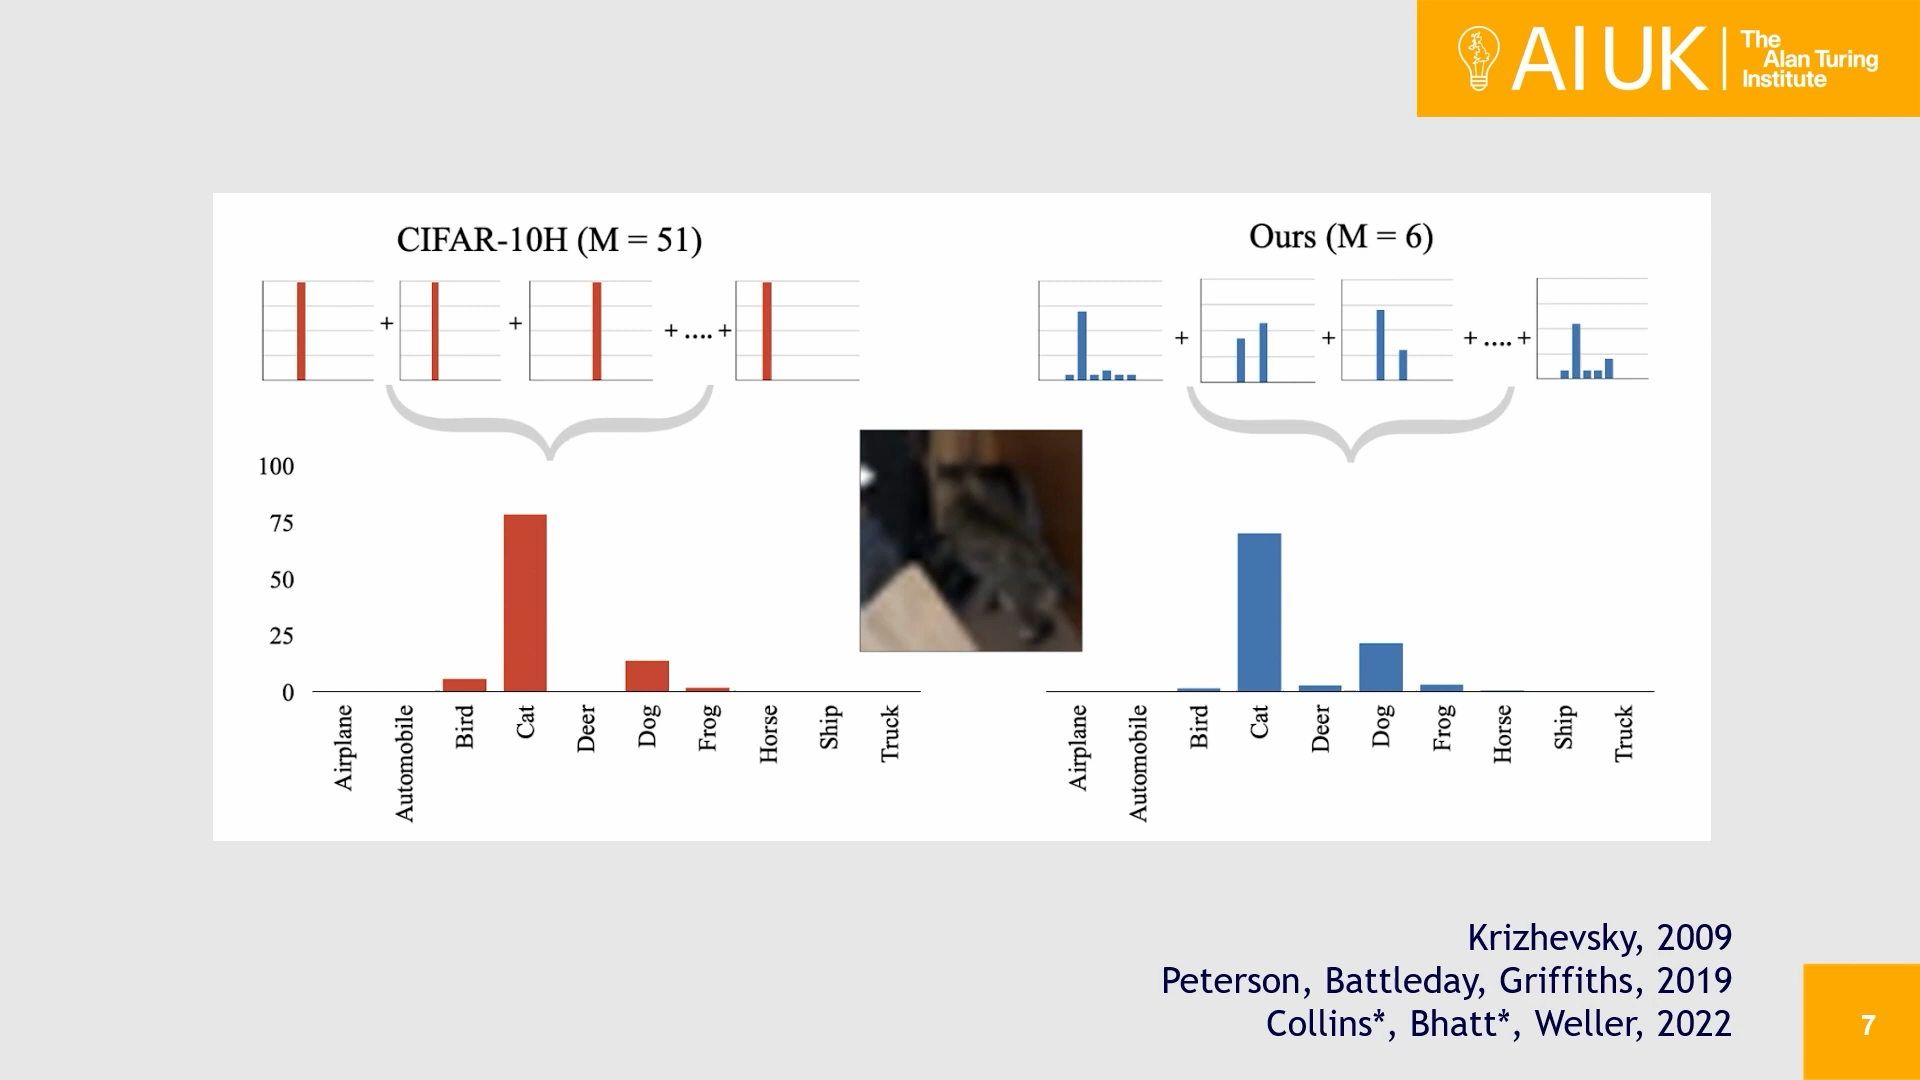 AI UK
The
Alan Turing
Institute
CIFAR-10H (M = 51)
+ + + .... +
100
75
50
25
0
Airplane
Automobile
Bird
Cat
Deer
Dog
Frog
Horse
Ship
Truck
Ours (M = 6)
+ + + .... +
Airplane
Automobile
Bird
Cat
Deer
Dog
Frog
Horse
Ship
Truck
Krizhevsky, 2009
Peterson, Battleday, Griffiths, 2019
Collins*, Bhatt*, Weller, 2022
7